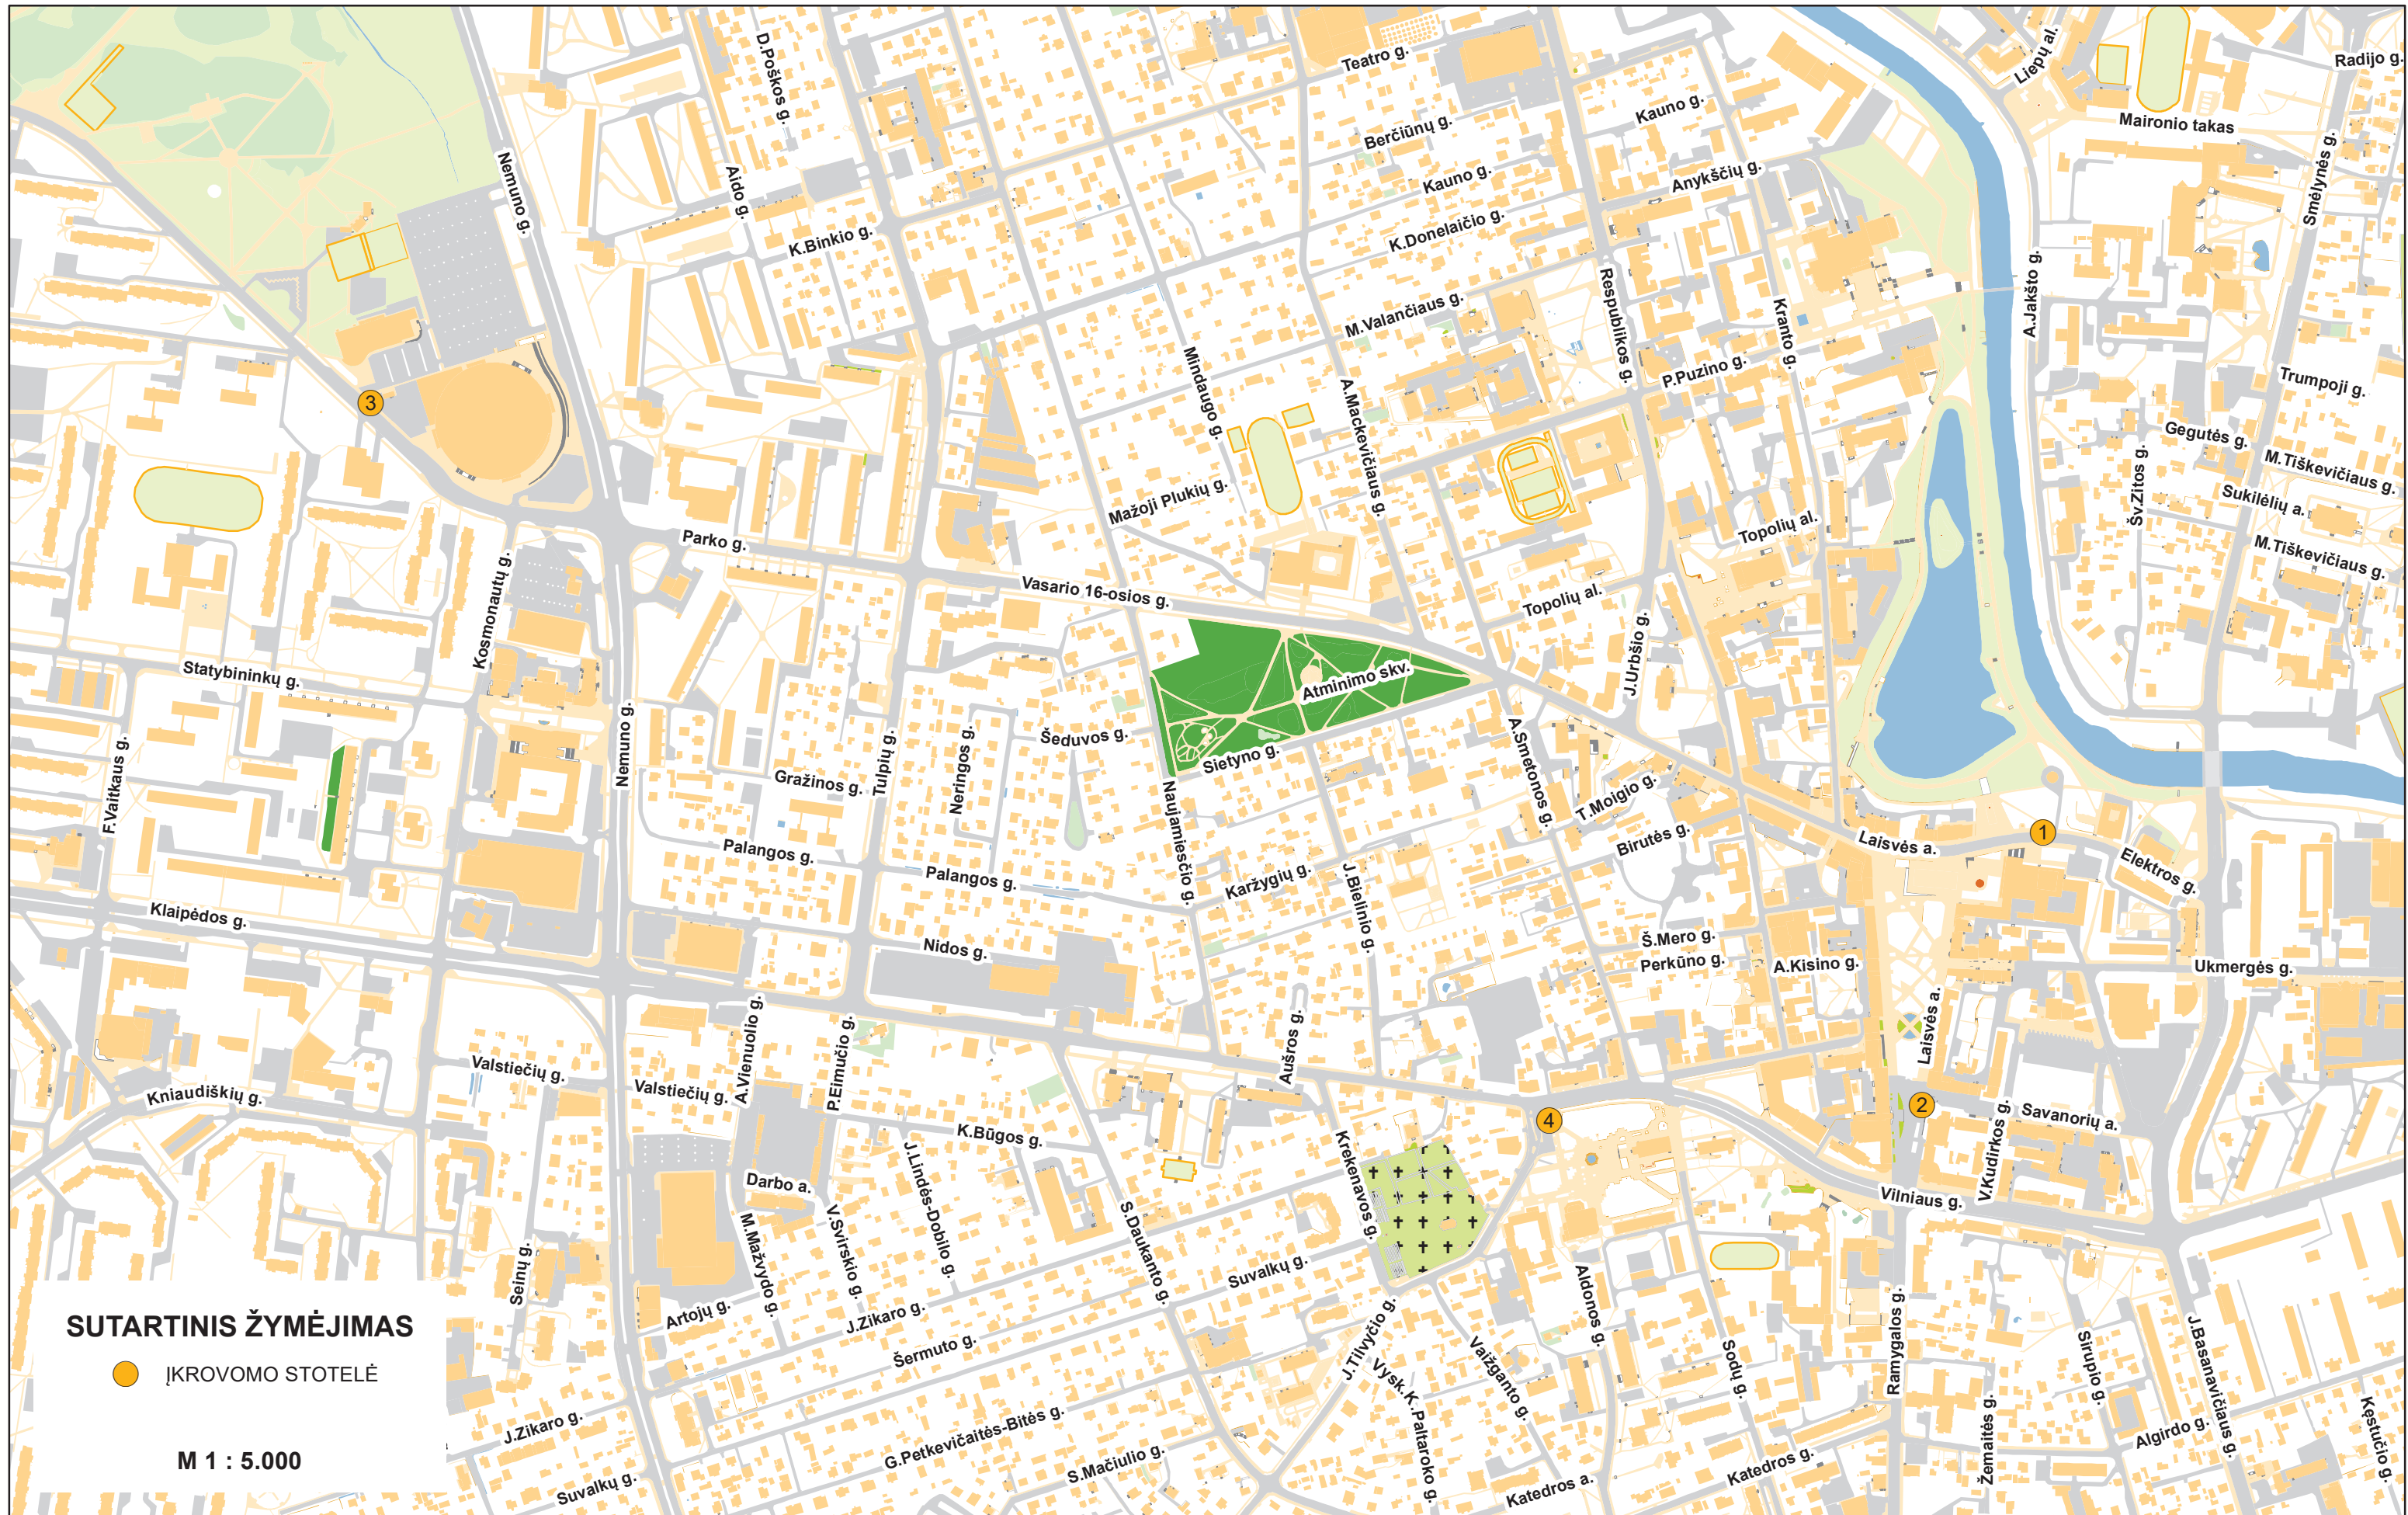 D.Poškos g.
Teatro g.
Liepų al.
Radijo g.
Kauno g.
Maironio takas
Berčiūnų g.
Smėlynės g.
Nemuno g.
Aido g.
Kauno g.
Anykščių g.
K.Binkio g.
K.Donelaičio g.
A.Jakšto g.
Respublikos g.
M.Valančiaus g.
Kranto g.
Mindaugo g.
P.Puzino g.
Trumpoji g.
3
A.Mackevičiaus g.
Gegutės g.
M.Tiškevičiaus g.
Šv.Zitos g.
Mažoji Plukių g.
Sukilėlių a.
Topolių al.
Parko g.
M.Tiškevičiaus g.
Kosmonautų g.
Vasario 16-osios g.
Topolių al.
J.Urbšio g.
Statybininkų g.
Atminimo skv.
Nemuno g.
Tulpių g.
Neringos g.
Šeduvos g.
Sietyno g.
A.Smetonos g.
F.Vaitkaus g.
Gražinos g.
T.Moigio g.
Naujamiesčio g.
Birutės g.
Laisvės a.
1
Palangos g.
Palangos g.
Karžygių g.
J.Bielinio g.
Elektros g.
Klaipėdos g.
Nidos g.
Š.Mero g.
Perkūno g.
A.Kisino g.
Ukmergės g.
Laisvės a.
A.Vienuolio g.
P.Eimučio g.
Aušros g.
Valstiečių g.
Valstiečių g.
Kniaudiškių g.
2
Savanorių a.
4
K.Būgos g.
J.Lindės-Dobilo g.
Krekenavos g.
V.Kudirkos g.
Darbo a.
Vilniaus g.
M.Mažvydo g.
V.Svirskio g.
S.Daukanto g.
Seinų g.
Suvalkų g.
Aldonos g.
Artojų g.
J.Zikaro g.
Šermuto g.
J.Tilvyčio g.
Vaižganto g.
Sodų g.
Ramygalos g.
Sirupio g.
J.Basanavičiaus g.
SUTARTINIS ŽYMĖJIMAS
ĮKROVOMO STOTELĖ
M 1 : 5.000
J.Zikaro g.
Suvalkų g.
G.Petkevičaitės-Bitės g.
S.Mačiulio g.
Vysk.K.Paltaroko g.
Katedros a.
Katedros g.
Žemaitės g.
Algirdo g.
Kęstučio g.